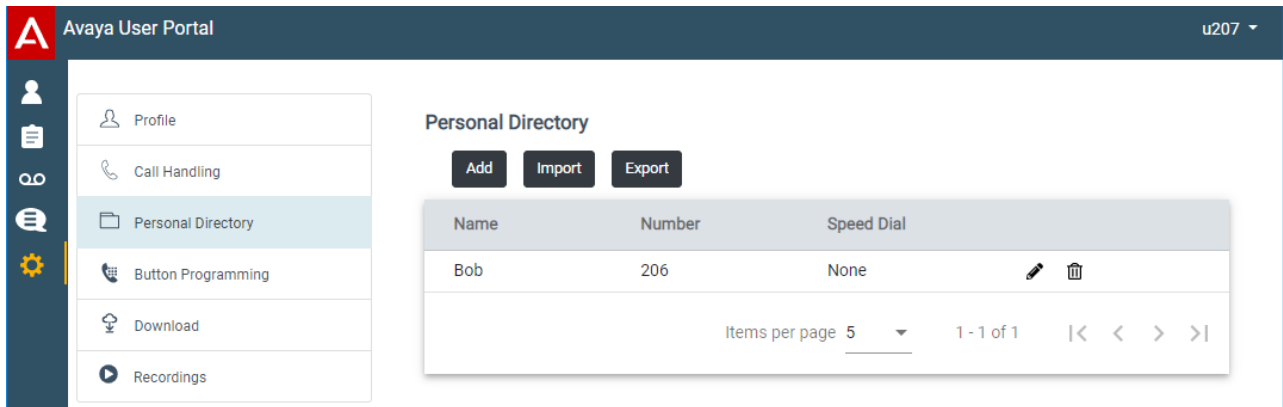 Avaya User Portal
u207
Profile
Call Handling
Personal Directory
Button Programming
Download
Recordings
Personal Directory
Add Import Export
Name Number Speed Dial
Bob 206 None
Items per page 5 1 - 1 of 1